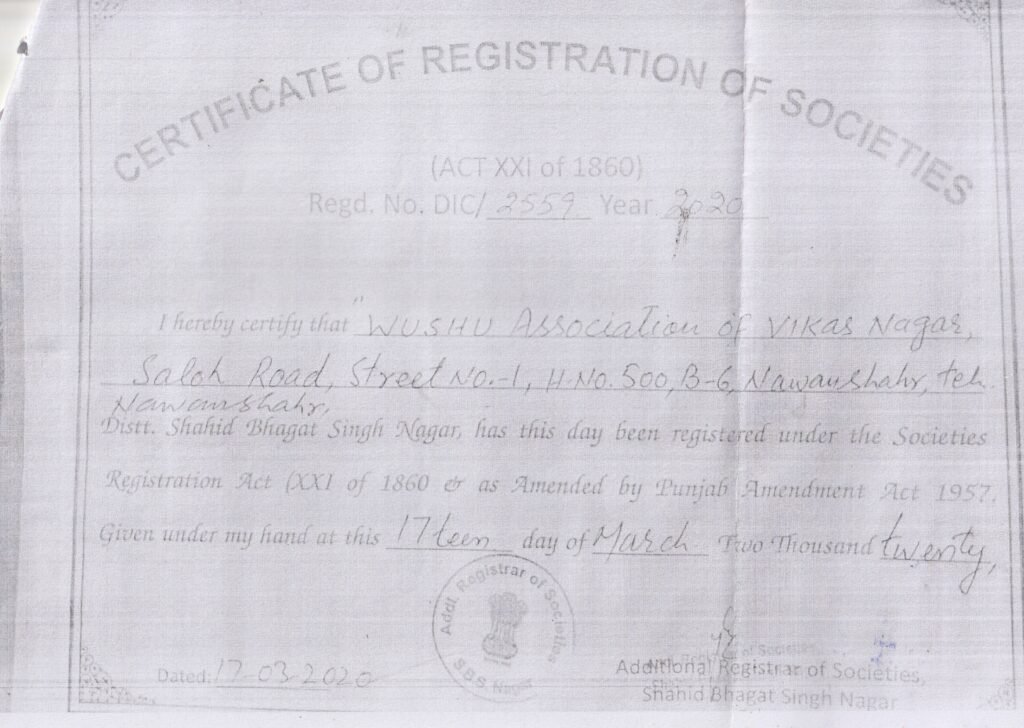 CERTIFICATE OF REGISTRATION OF SOCIETIES
(ACT XXI of 1860)
Regd. No. DIC/ 2559 Year 2020
I hereby certify that " WUSHU Association of VIKAS Nagar,
Saloh Road, Street No.-1, H.No. 500, B-6, Nawanshahr, teh.
Nawanshahr.
Distt. Shahid Bhagat Singh Nagar, has this day been registered under the Societies
Registration Act (XXI of 1860 & as Amended by Punjab Amendment Act 1957.
Given under my hand at this 17teen day of March Two Thousand twenty,
Addl. Registrar of Societies
S.B.S. Nagar
Dated: 17-03-2020
Additional Registrar of Societies,
Shahid Bhagat Singh Nagar